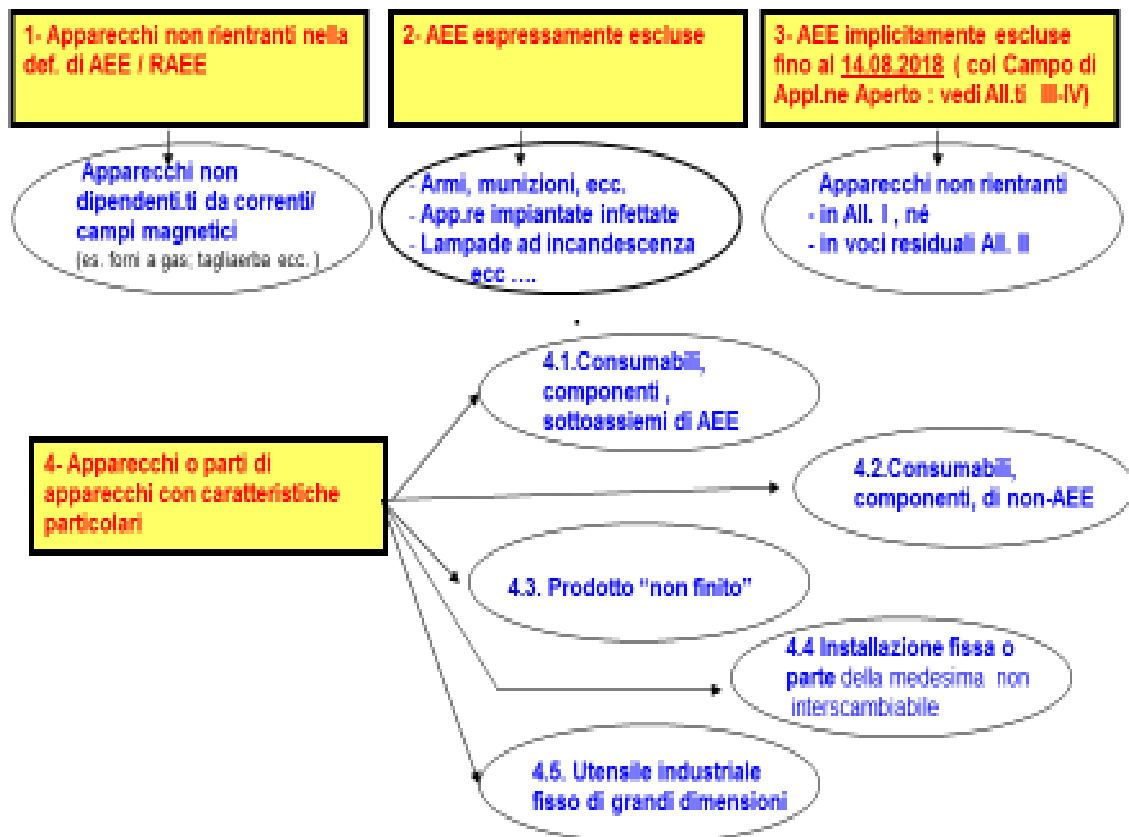 1- Apparecchi non rientranti nella
def. di AEE / RAEE
2- AEE espressamente escluse
3- AEE implicitamente escluse
fino al 14.08.2018 ( col Campo di
Appl.ne Aperto : vedi All.ti III-IV)
Apparecchi non
dipendenti.ti da correnti/
campi magnetici
(es. forni a gas; tagliaerba ecc. )
- Armi, munizioni, ecc.
- App.re impiantate infettate
- Lampade ad incandescenza
ecc ....
Apparecchi non rientranti
- in All. I , né
- in voci residuali All. II
4.1.Consumabili,
componenti ,
sottoassiemi di AEE
4- Apparecchi o parti di
apparecchi con caratteristiche
particolari
4.2.Consumabili,
componenti, di non-AEE
4.3. Prodotto “non finito”
4.4 Installazione fissa o
parte della medesima non
interscambiabile
4.5. Utensile industriale
fisso di grandi dimensioni